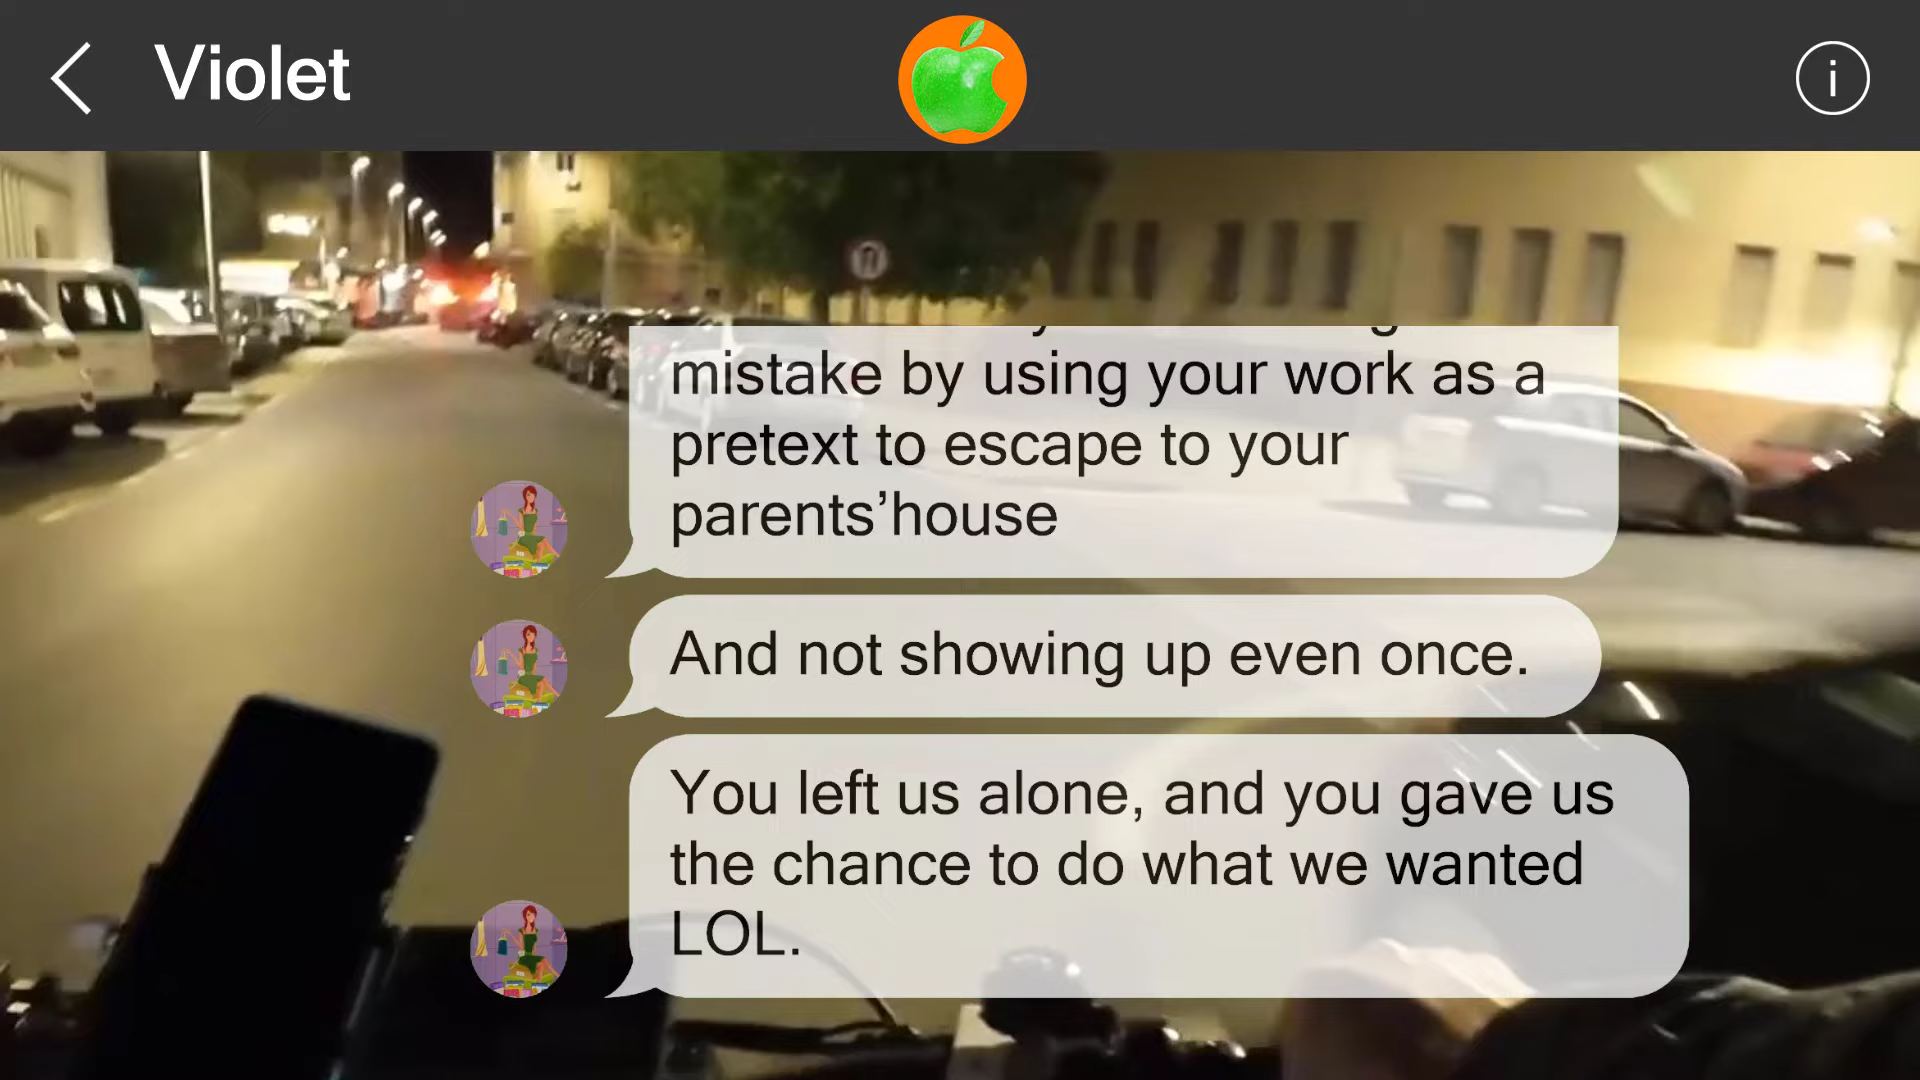 Violet
i
mistake by using your work as a
pretext to escape to your
parents’house
And not showing up even once.
You left us alone, and you gave us
the chance to do what we wanted
LOL.